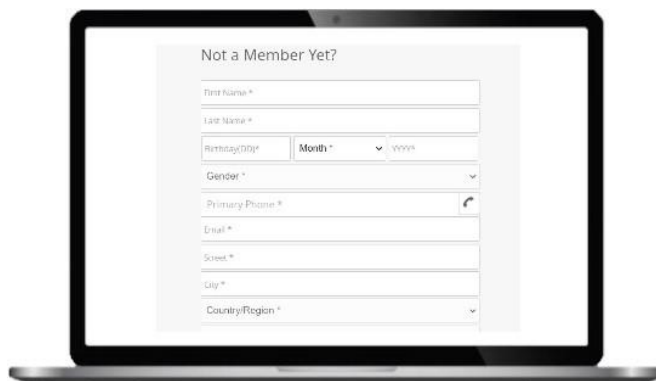 Not a Member Yet?
First Name *
Last Name *
Birthday(DD)* Month * YYYY*
Gender *
Primary Phone *
Email *
Street *
City *
Country/Region *